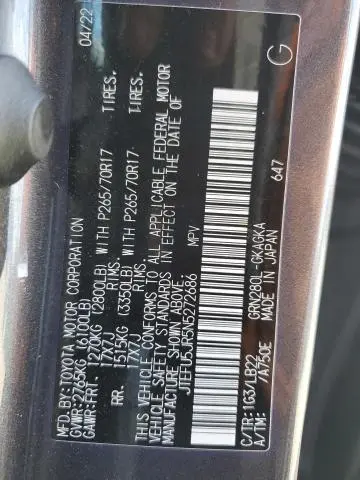 MFD. BY: TOYOTA MOTOR CORPORATION 04/22
GVWR: 2765KG (6100LB)
GAWR: FRT. 1270KG (2800LB) WITH P265/70R17 TIRES,
17X7J RIMS,
RR. 1515KG (3350LB) WITH P265/70R17 TIRES,
17X7J RIMS,
THIS VEHICLE CONFORMS TO ALL APPLICABLE FEDERAL MOTOR
VEHICLE SAFETY STANDARDS IN EFFECT ON THE DATE OF
MANUFACTURE SHOWN ABOVE.
JTEFU5JR5N5272686 MPV
C/TR: 1G3/LB22 GRN280L-GKAGKA 647
A/TM: /A750E MADE IN JAPAN
G